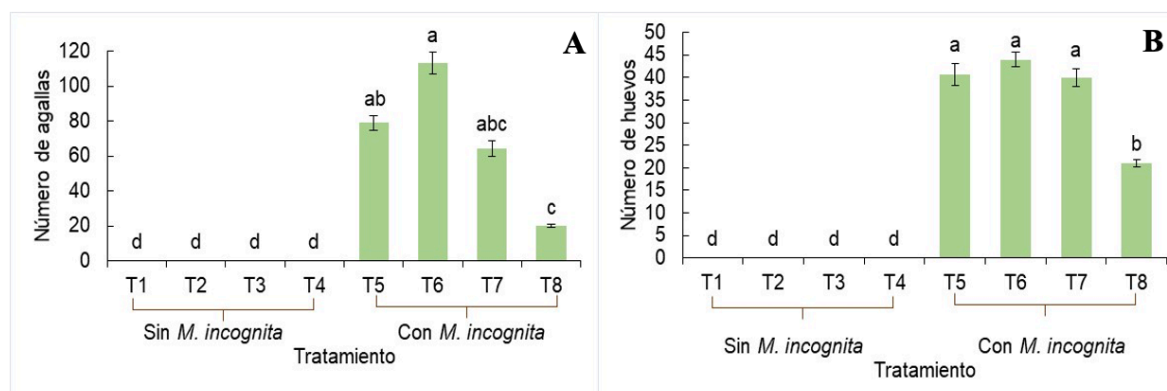 A
Número de agallas
120
100
80
60
40
20
0
d d d d ab a abc c
T1 T2 T3 T4 T5 T6 T7 T8
Sin M. incognita Con M. incognita
Tratamiento
B
Número de huevos
50
45
40
35
30
25
20
15
10
5
0
d d d d a a a b
T1 T2 T3 T4 T5 T6 T7 T8
Sin M. incognita Con M. incognita
Tratamiento